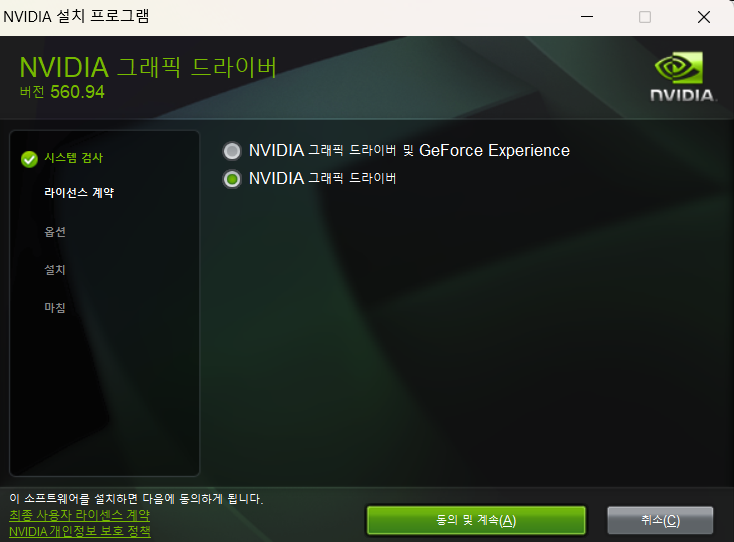 NVIDIA 설치 프로그램
NVIDIA 그래픽 드라이버
버전 560.94
NVIDIA.
시스템 검사
라이선스 계약
옵션
설치
마침
NVIDIA 그래픽 드라이버 및 GeForce Experience
NVIDIA 그래픽 드라이버
이 소프트웨어를 설치하면 다음에 동의하게 됩니다.
최종 사용자 라이센스 계약
NVIDIA 개인정보 보호 정책
동의 및 계속(A)
취소(C)